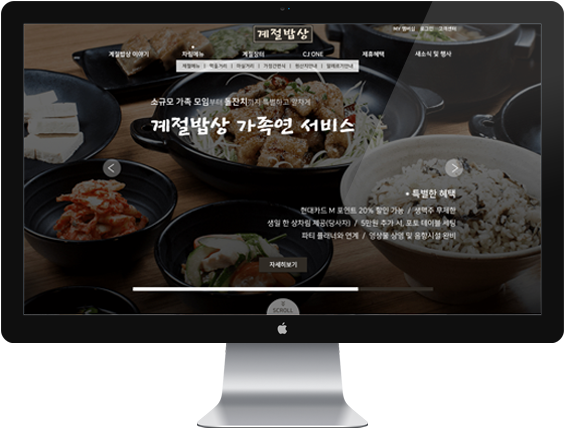 계절밥상
MY 멤버십 로그인 고객센터
계절밥상 이야기 차림메뉴 계절장터 CJ ONE 제휴혜택 새소식 및 행사
계절메뉴 | 먹을거리 | 마실거리 | 가정간편식 | 원산지안내 | 알레르기안내
소규모 가족 모임부터 돌잔치까지 특별하고 알차게
계절밥상 가족연 서비스
특별한 혜택
현대카드 M 포인트 20% 할인 가능 / 생맥주 무제한
생일 한 상차림 제공(당사자) / 5만원 추가 시, 포토 테이블 세팅
파티 플래너와 연계 / 영상물 상영 및 음향시설 완비
자세히보기
SCROLL